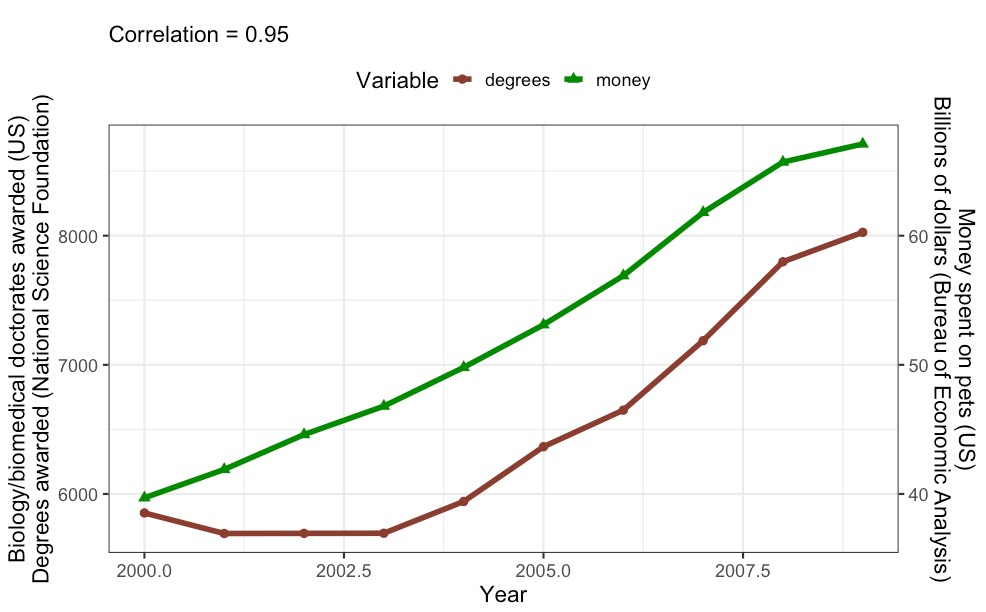 Correlation = 0.95
Variable degrees money
Biology/biomedical doctorates awarded (US)
Degrees awarded (National Science Foundation)
8000
7000
6000
60
50
40
Money spent on pets (US)
Billions of dollars (Bureau of Economic Analysis)
2000.0 2002.5 2005.0 2007.5
Year